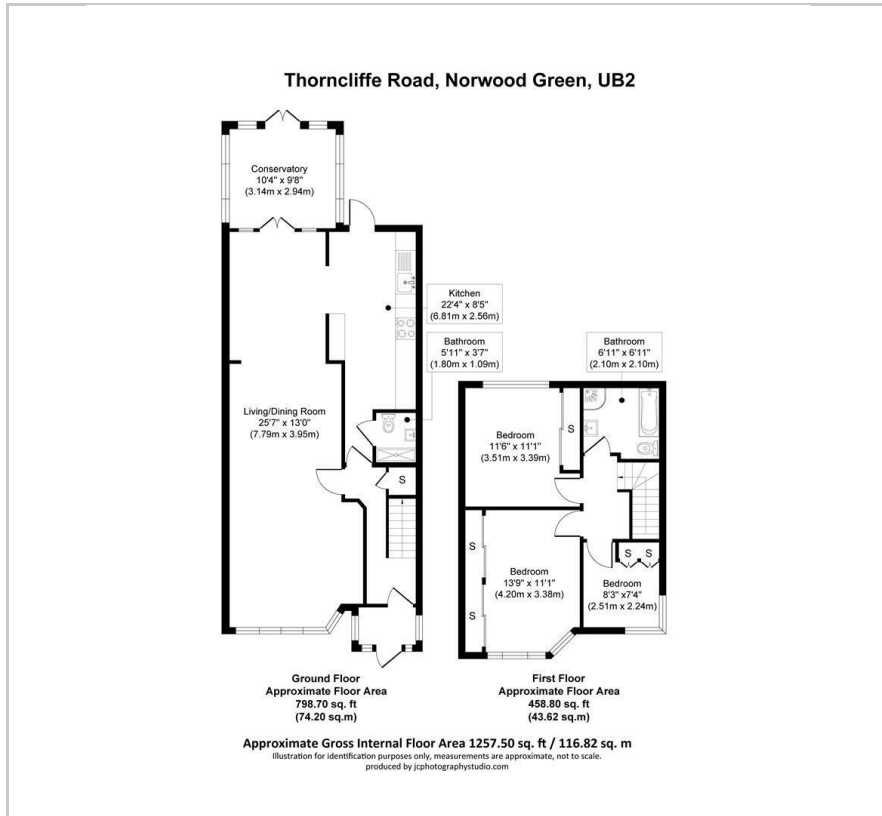 Thorncliffe Road, Norwood Green, UB2
Conservatory
10'4" x 9'8"
(3.14m x 2.94m)
Kitchen
22'4" x 8'5"
(6.81m x 2.56m)
Bathroom
5'11" x 3'7"
(1.80m x 1.09m)
Bathroom
6'11" x 6'11"
(2.10m x 2.10m)
Living/Dining Room
25'7" x 13'0"
(7.79m x 3.95m)
S
Bedroom
11'6" x 11'1"
(3.51m x 3.39m)
S
Bedroom
13'9" x 11'1"
(4.20m x 3.38m)
S
S
S S
Bedroom
8'3" x7'4"
(2.51m x 2.24m)
Ground Floor
Approximate Floor Area
798.70 sq. ft
(74.20 sq.m)
First Floor
Approximate Floor Area
458.80 sq. ft
(43.62 sq.m)
Approximate Gross Internal Floor Area 1257.50 sq. ft / 116.82 sq. m
Illustration for identification purposes only, measurements are approximate, not to scale.
produced by jcphotographystudio.com